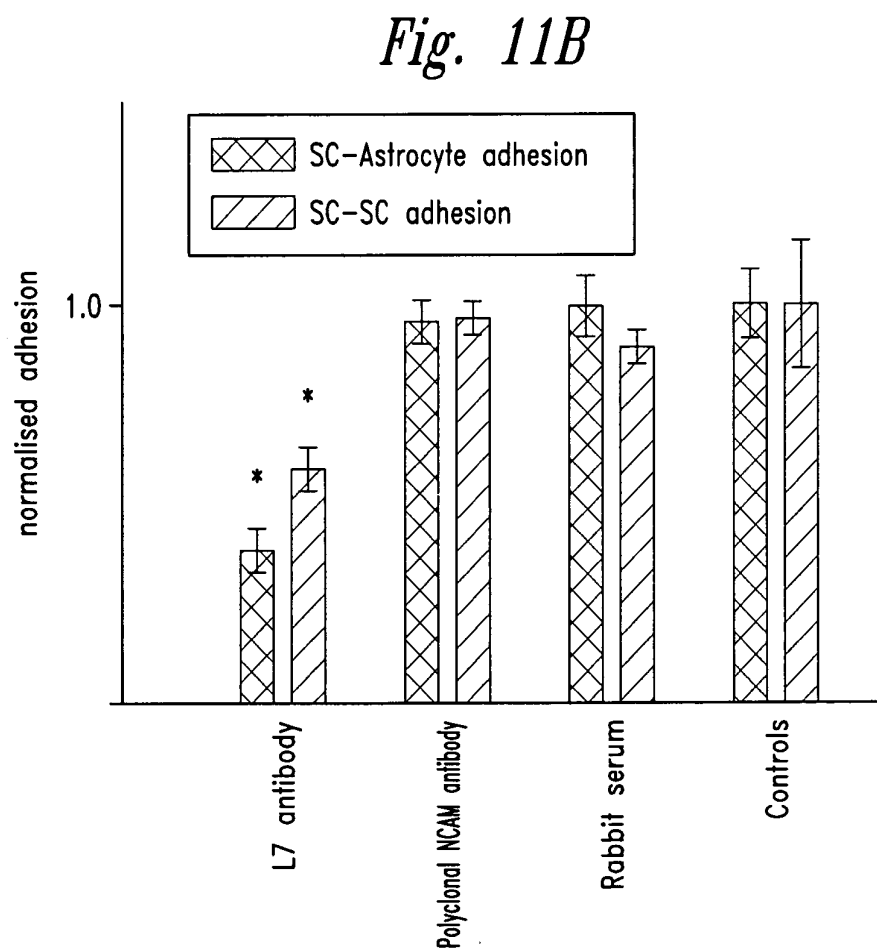 Fig. 11B
SC-Astrocyte adhesion
SC-SC adhesion
normalised adhesion
1.0
*
*
L7 antibody
Polyclonal NCAM antibody
Rabbit serum
Controls